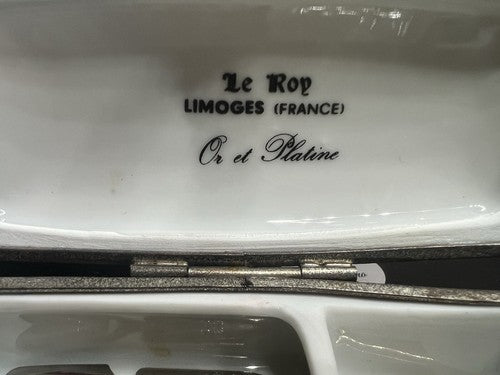 Le Roy
LIMOGES (FRANCE)
Or et Platine